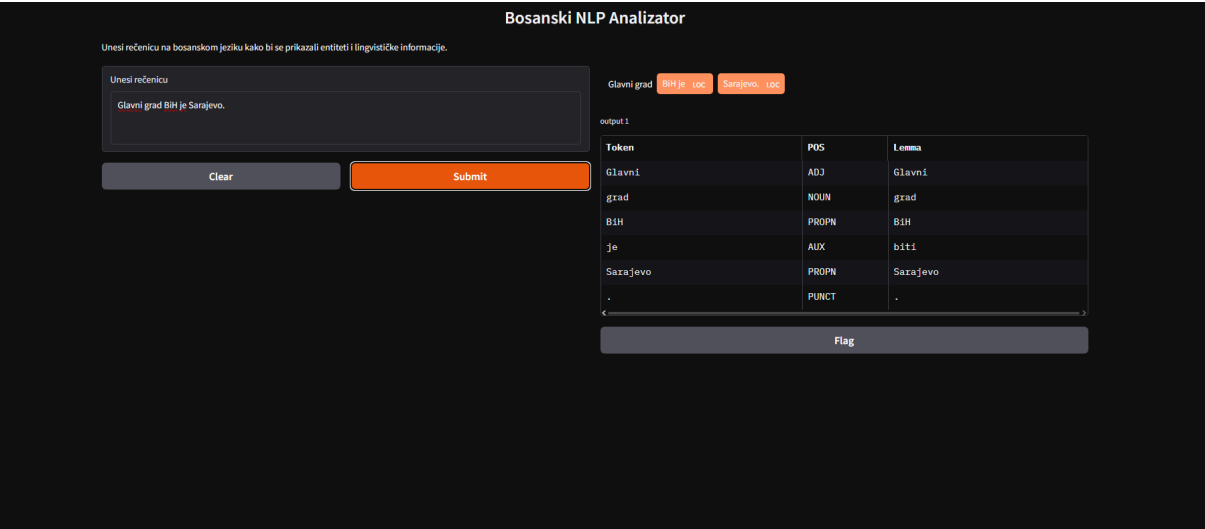 Bosanski NLP Analizator
Unesi rečenicu na bosanskom jeziku kako bi se prikazali entiteti i lingvističke informacije.
Unesi rečenicu
Glavni grad BiH je Sarajevo.
Clear
Submit
Glavni grad BiH je LOC Sarajevo. LOC
output 1
Token POS Lemma
Glavni ADJ Glavni
grad NOUN grad
BiH PROPN BiH
je AUX biti
Sarajevo PROPN Sarajevo
. PUNCT .
Flag